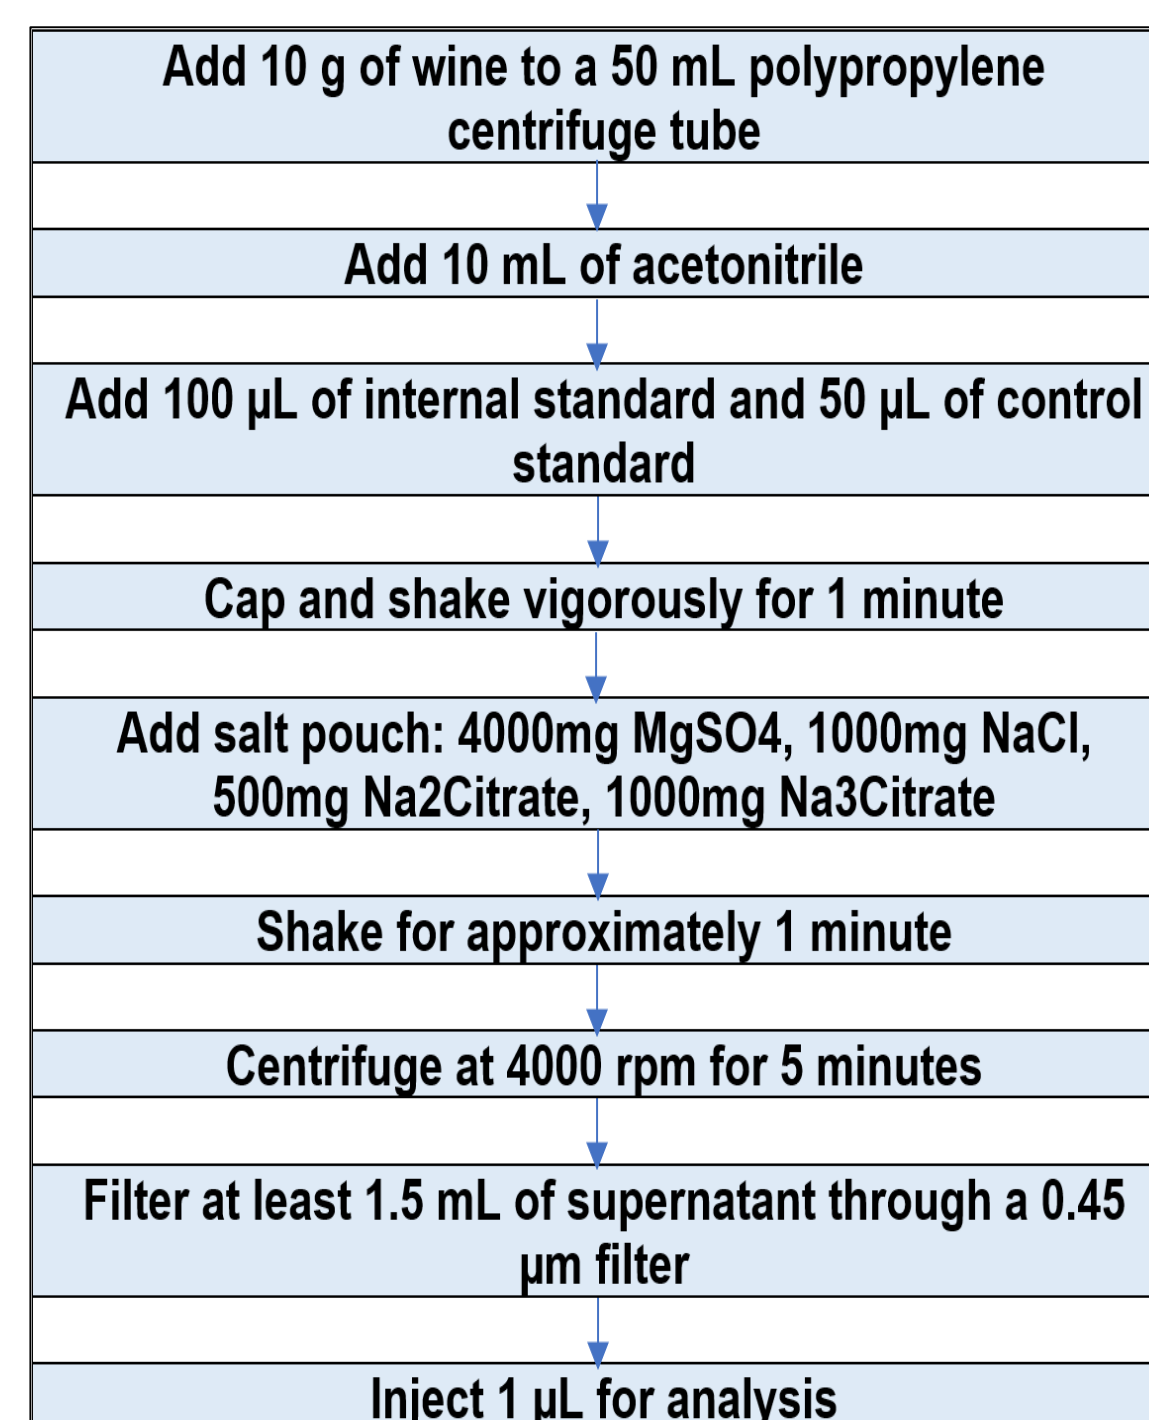 Add 10 g of wine to a 50 mL polypropylene
centrifuge tube
Add 10 mL of acetonitrile
Add 100 µL of internal standard and 50 µL of control
standard
Cap and shake vigorously for 1 minute
Add salt pouch: 4000mg MgSO4, 1000mg NaCl,
500mg Na2Citrate, 1000mg Na3Citrate
Shake for approximately 1 minute
Centrifuge at 4000 rpm for 5 minutes
Filter at least 1.5 mL of supernatant through a 0.45
µm filter
Inject 1 µL for analysis